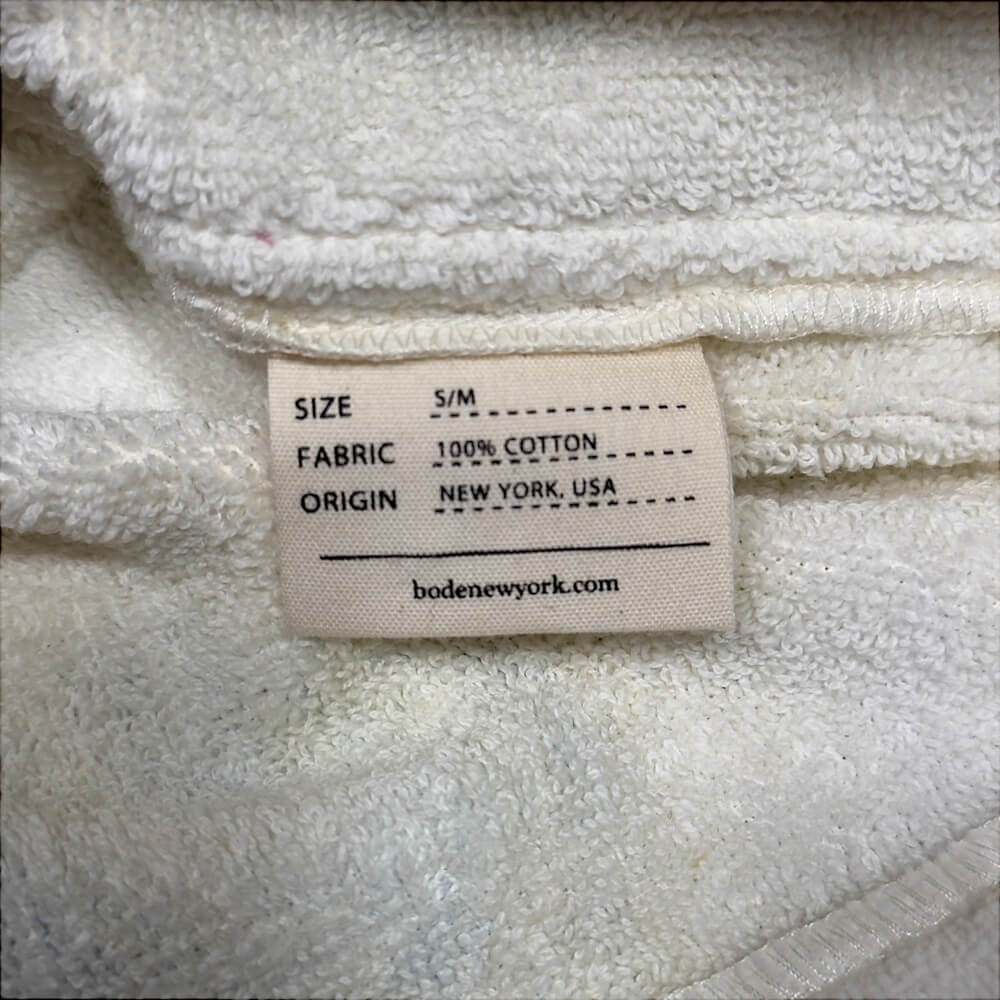 SIZE S/M
FABRIC 100% COTTON
ORIGIN NEW YORK, USA
bodenewyork.com